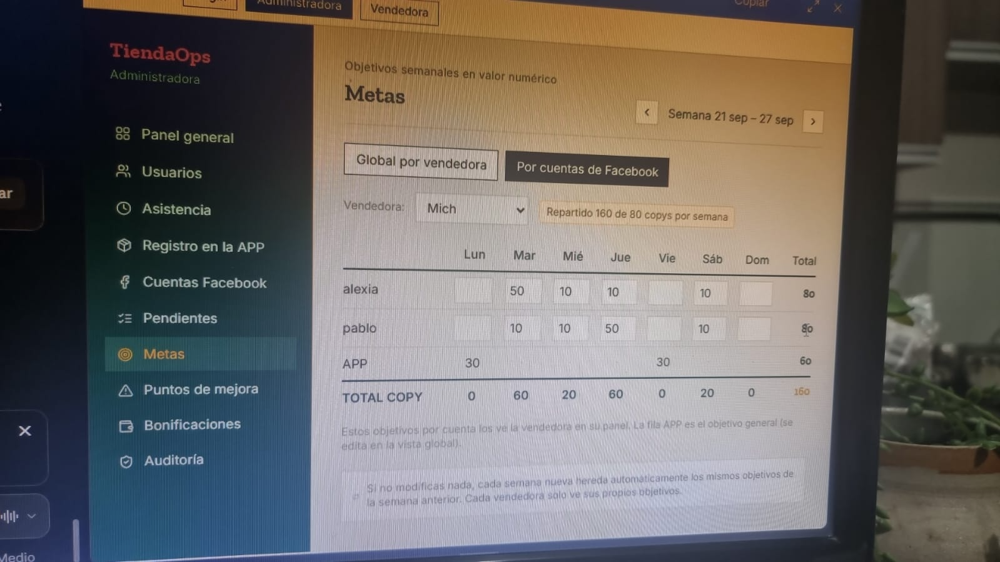 Administradora
Vendedora
Copiar
TiendaOps
Administradora
Panel general
Usuarios
Asistencia
Registro en la APP
Cuentas Facebook
Pendientes
Metas
Puntos de mejora
Bonificaciones
Auditoría
Objetivos semanales en valor numérico
Metas
Semana 21 sep – 27 sep
Global por vendedora
Por cuentas de Facebook
Vendedora:
Mich
Repartido 160 de 80 copys por semana
Lun Mar Mié Jue Vie Sáb Dom Total
alexia 50 10 10 10 80
pablo 10 10 50 10 80
APP 30 30 60
TOTAL COPY 0 60 20 60 0 20 0 160
Estos objetivos por cuenta los ve la vendedora en su panel. La fila APP es el objetivo general (se
edita en la vista global).
Si no modificas nada, cada semana nueva hereda automáticamente los mismos objetivos de
la semana anterior. Cada vendedora solo ve sus propios objetivos.
ar
Medio